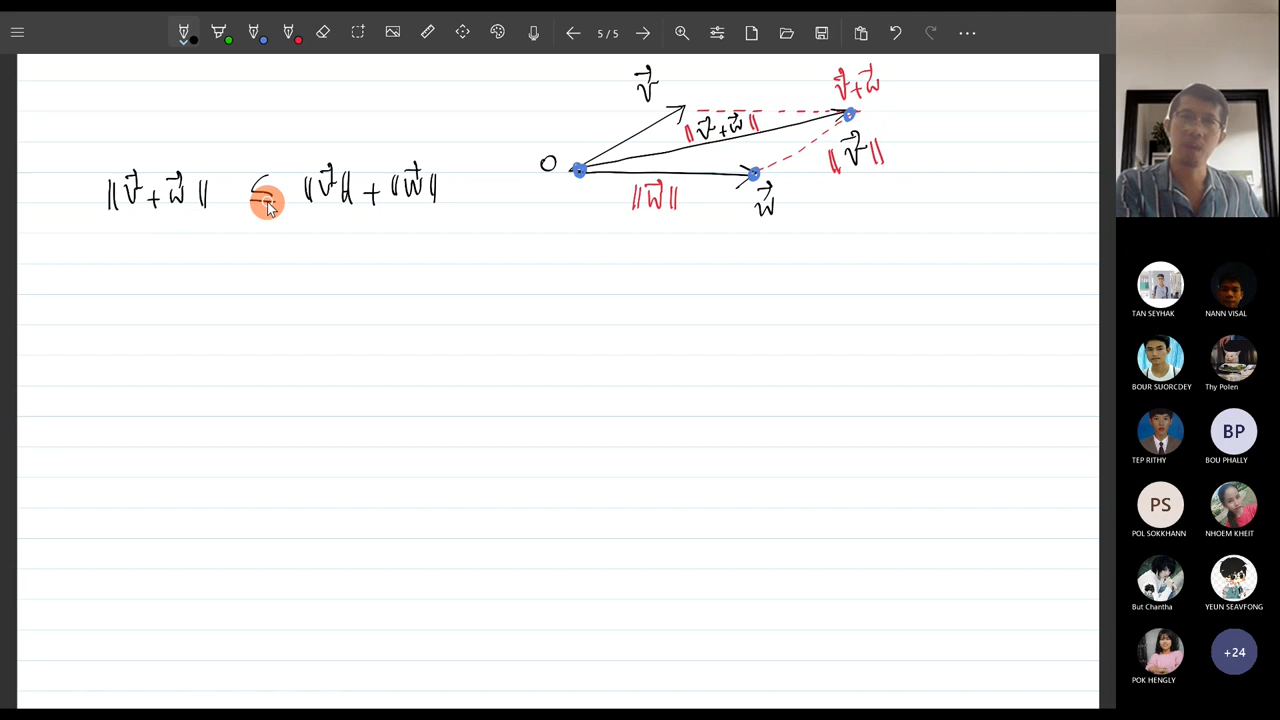 5/5
→v
→v+→w
‖→v+→w‖
O
‖→v‖
‖→v+→w‖ ≤ ‖→v‖ + ‖→w‖
‖→w‖
→w
TAN SEYHAK
NANN VISAL
BOUR SUORCDEY
Thy Polen
TEP RITHY
BP
BOU PHALLY
PS
POL SOKKHANN
NHOEM KHEIT
But Chantha
YEUN SEAVFONG
POK HENGLY
+24